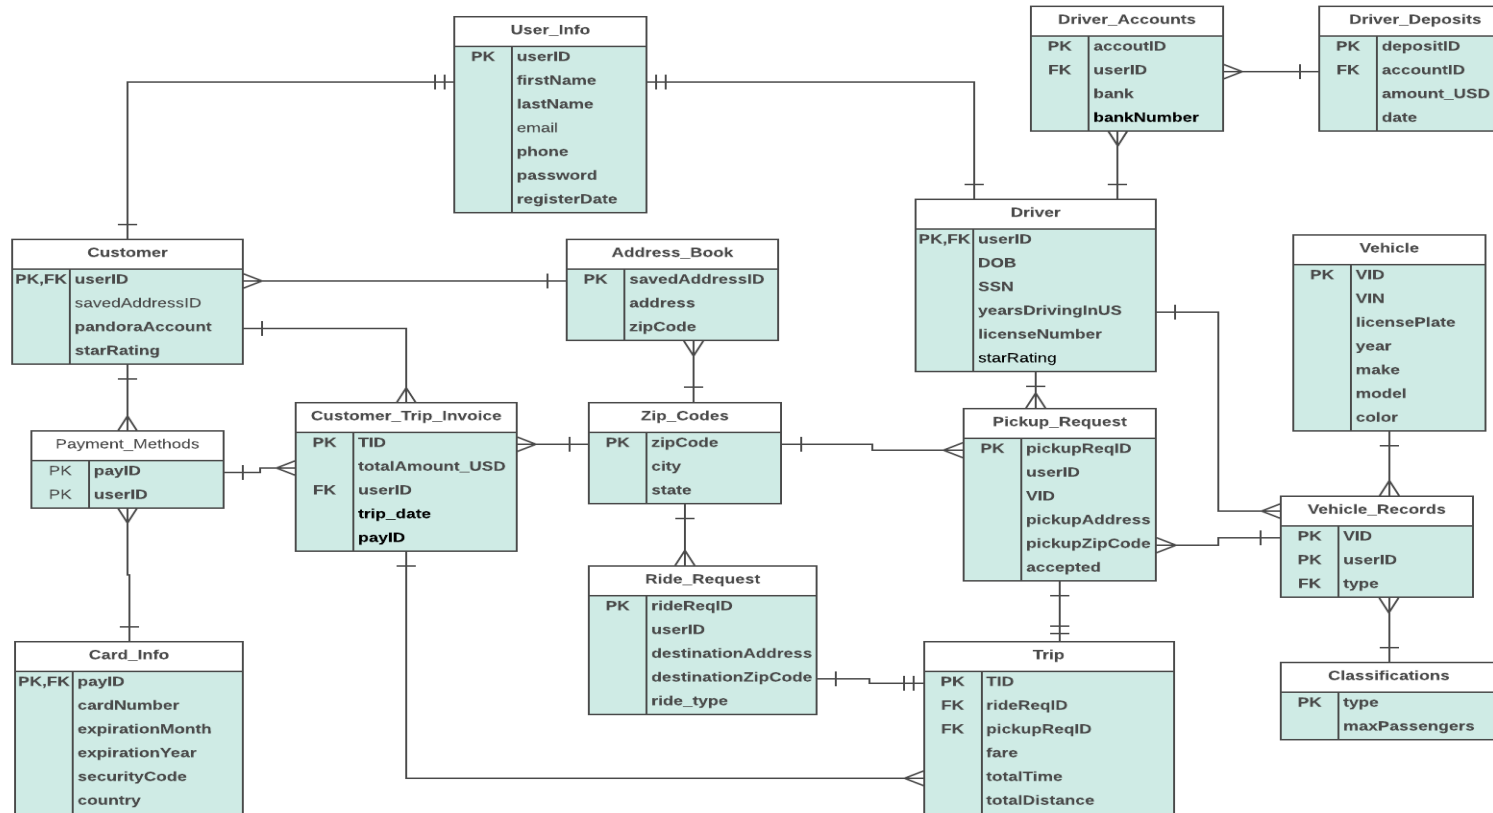 User_Info
PK userID
firstName
lastName
email
phone
password
registerDate
Driver_Accounts
PK accoutID
FK userID
bank
bankNumber
Driver_Deposits
PK depositID
FK accountID
amount_USD
date
Customer
PK,FK userID
savedAddressID
pandoraAccount
starRating
Address_Book
PK savedAddressID
address
zipCode
Driver
PK,FK userID
DOB
SSN
yearsDrivingInUS
licenseNumber
starRating
Vehicle
PK VID
VIN
licensePlate
year
make
model
color
Payment_Methods
PK payID
PK userID
Customer_Trip_Invoice
PK TID
totalAmount_USD
FK userID
trip_date
payID
Zip_Codes
PK zipCode
city
state
Pickup_Request
PK pickupReqID
userID
VID
pickupAddress
pickupZipCode
accepted
Vehicle_Records
PK VID
PK userID
FK type
Ride_Request
PK rideReqID
userID
destinationAddress
destinationZipCode
ride_type
Card_Info
PK,FK payID
cardNumber
expirationMonth
expirationYear
securityCode
country
Trip
PK TID
FK rideReqID
FK pickupReqID
fare
totalTime
totalDistance
Classifications
PK type
maxPassengers